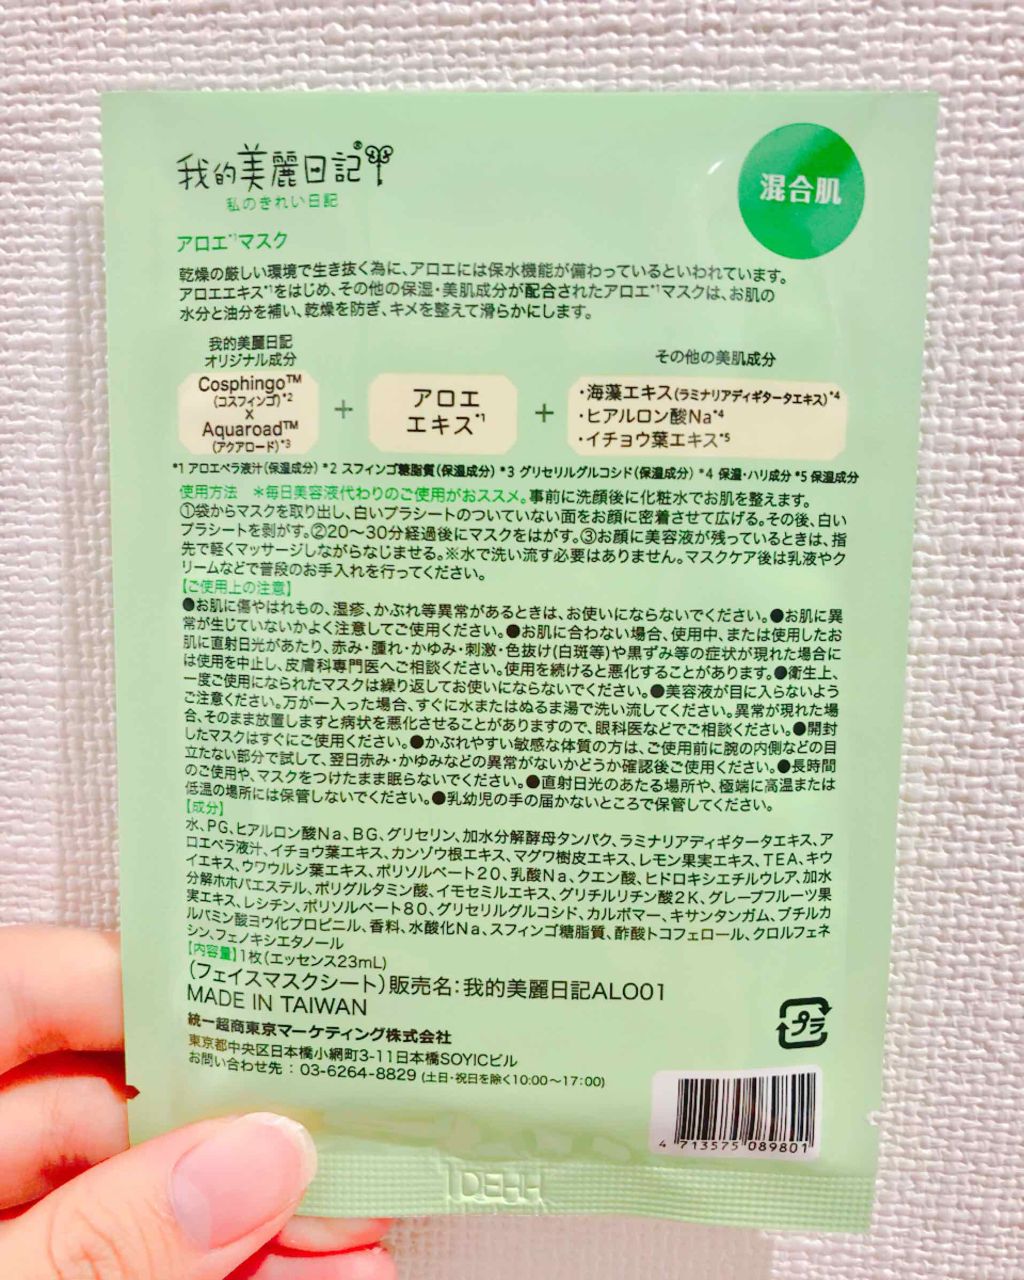 我的美麗日記®
私のきれい日記
混合肌
アロエ*1マスク
乾燥の厳しい環境で生き抜く為に、アロエには保水機能が備わっているといわれています。
アロエエキス*1をはじめ、その他の保湿・美肌成分が配合されたアロエ*1マスクは、お肌の
水分と油分を補い、乾燥を防ぎ、キメを整えて滑らかにします。
我的美麗日記
オリジナル成分
Cosphingo™
(コスフィンゴ)*2
×
Aquaroad™
(アクアロード)*3
+
アロエ
エキス*1
+
その他の美肌成分
・海藻エキス(ラミナリアディギタータエキス)*4
・ヒアルロン酸Na*4
・イチョウ葉エキス*5
*1 アロエベラ液汁(保湿成分) *2 スフィンゴ糖脂質(保湿成分) *3 グリセリルグルコシド(保湿成分) *4 保湿・ハリ成分 *5 保湿成分
使用方法 ＊毎日美容液代わりのご使用がおススメ。事前に洗顔後に化粧水でお肌を整えます。
①袋からマスクを取り出し、白いプラシートのついていない面をお顔に密着させて広げる。その後、白い
プラシートを剥がす。②20〜30分経過後にマスクをはがす。③お顔に美容液が残っているときは、指
先で軽くマッサージしながらなじませる。※水で洗い流す必要はありません。マスクケア後は乳液やク
リームなどで普段のお手入れを行ってください。
【ご使用上の注意】
●お肌に傷やはれもの、湿疹、かぶれ等異常があるときは、お使いにならないでください。●お肌に異
常が生じていないかよく注意してご使用ください。●お肌に合わない場合、使用中、または使用したお
肌に直射日光があたり、赤み・腫れ・かゆみ・刺激・色抜け(白斑等)や黒ずみ等の症状が現れた場合に
は使用を中止し、皮膚科専門医へご相談ください。使用を続けると悪化することがあります。●衛生上、
一度ご使用になられたマスクは繰り返してお使いにならないでください。●美容液が目に入らないよう
ご注意ください。万が一入った場合、すぐに水またはぬるま湯で洗い流してください。異常が現れた場
合、そのまま放置しますと病状を悪化させることがありますので、眼科医などでご相談ください。●開封
したマスクはすぐにご使用ください。●かぶれやすい敏感な体質の方は、ご使用前に腕の内側などの目
立たない部分で試して、翌日赤み・かゆみなどの異常がないかどうか確認後ご使用ください。●長時間
のご使用や、マスクをつけたまま眠らないでください。●直射日光のあたる場所や、極端に高温または
低温の場所には保管しないでください。●乳幼児の手の届かないところで保管してください。
【成分】
水、PG、ヒアルロン酸Na、BG、グリセリン、加水分解酵母タンパク、ラミナリアディギタータエキス、ア
ロエベラ液汁、イチョウ葉エキス、カンゾウ根エキス、マグワ樹皮エキス、レモン果実エキス、TEA、キウ
イエキス、ウワウルシ葉エキス、ポリソルベート20、乳酸Na、クエン酸、ヒドロキシエチルウレア、加水
分解ホホバエステル、ポリグルタミン酸、イモセミルエキス、グリチルリチン酸2K、グレープフルーツ果
実エキス、レシチン、ポリソルベート80、グリセリルグルコシド、カルボマー、キサンタンガム、ブチルカ
ルバミン酸ヨウ化プロピニル、香料、水酸化Na、スフィンゴ糖脂質、酢酸トコフェロール、クロルフェネ
シン、フェノキシエタノール
【内容量】1枚(エッセンス23mL)
(フェイスマスクシート)販売名:我的美麗日記ALO01
MADE IN TAIWAN
統一超商東京マーケティング株式会社
東京都中央区日本橋小網町3-11日本橋SOYICビル
お問い合わせ先：03-6264-8829 (土日・祝日を除く10:00〜17:00)
プラ
4 713575 089801